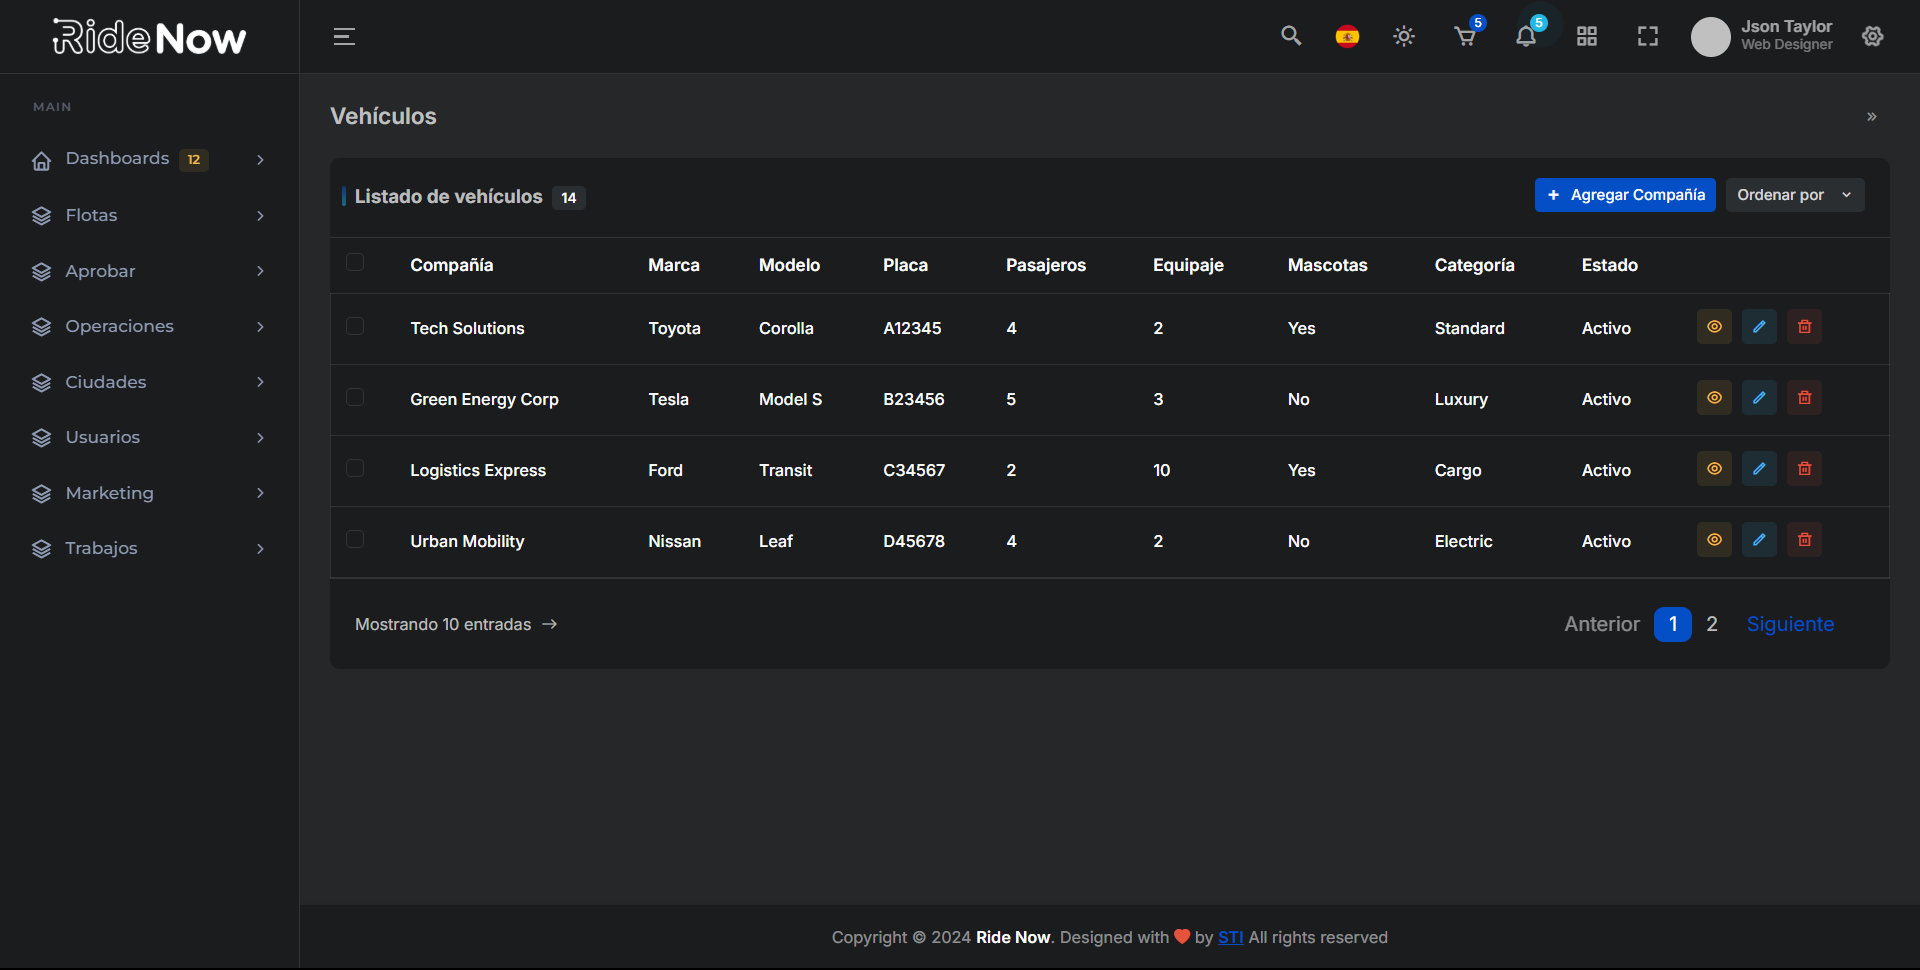 Ride Now
5
5
Json Taylor
Web Designer
MAIN
Dashboards 12
Flotas
Aprobar
Operaciones
Ciudades
Usuarios
Marketing
Trabajos
Vehículos
»
Listado de vehículos 14
+ Agregar Compañía
Ordenar por
Compañía Marca Modelo Placa Pasajeros Equipaje Mascotas Categoría Estado
Tech Solutions Toyota Corolla A12345 4 2 Yes Standard Activo
Green Energy Corp Tesla Model S B23456 5 3 No Luxury Activo
Logistics Express Ford Transit C34567 2 10 Yes Cargo Activo
Urban Mobility Nissan Leaf D45678 4 2 No Electric Activo
Mostrando 10 entradas →
Anterior 1 2 Siguiente
Copyright © 2024 Ride Now. Designed with ❤ by STI All rights reserved